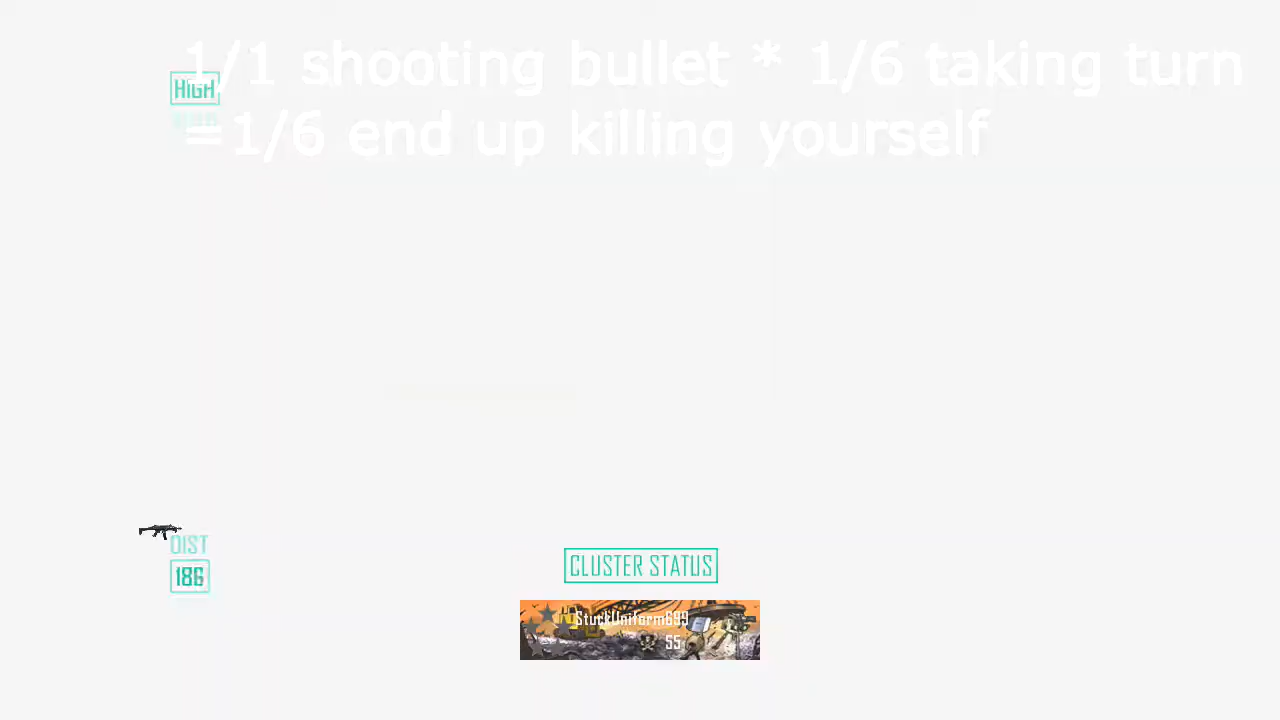 1/1 shooting bullet * 1/6 taking turn
HIGH
=1/6 end up killing yourself
DIST
186
CLUSTER STATUS
StuckUniform699
55